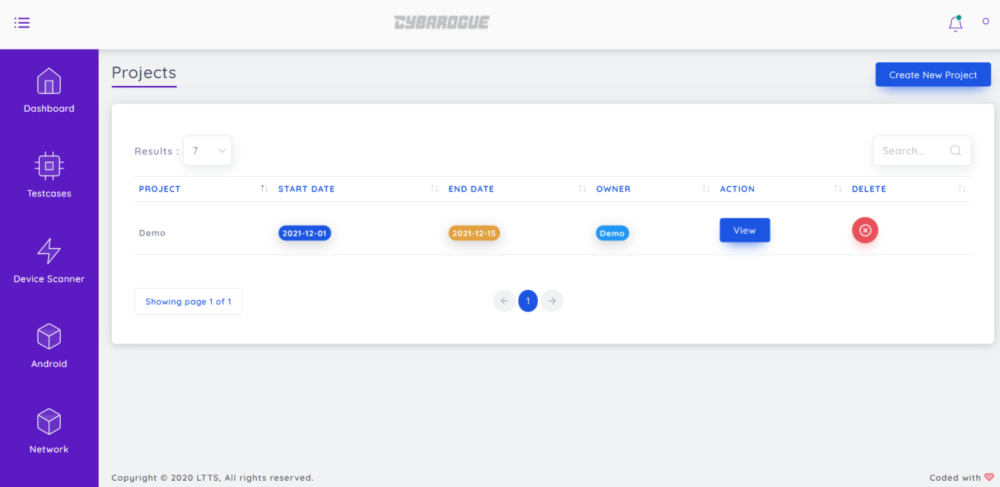 CYBAROGUE
Projects
Create New Project
Dashboard
Testcases
Device Scanner
Android
Network
Results : 7
Search...
PROJECT START DATE END DATE OWNER ACTION DELETE
Demo 2021-12-01 2021-12-15 Demo View
Showing page 1 of 1
1
Copyright © 2020 LTTS, All rights reserved.
Coded with